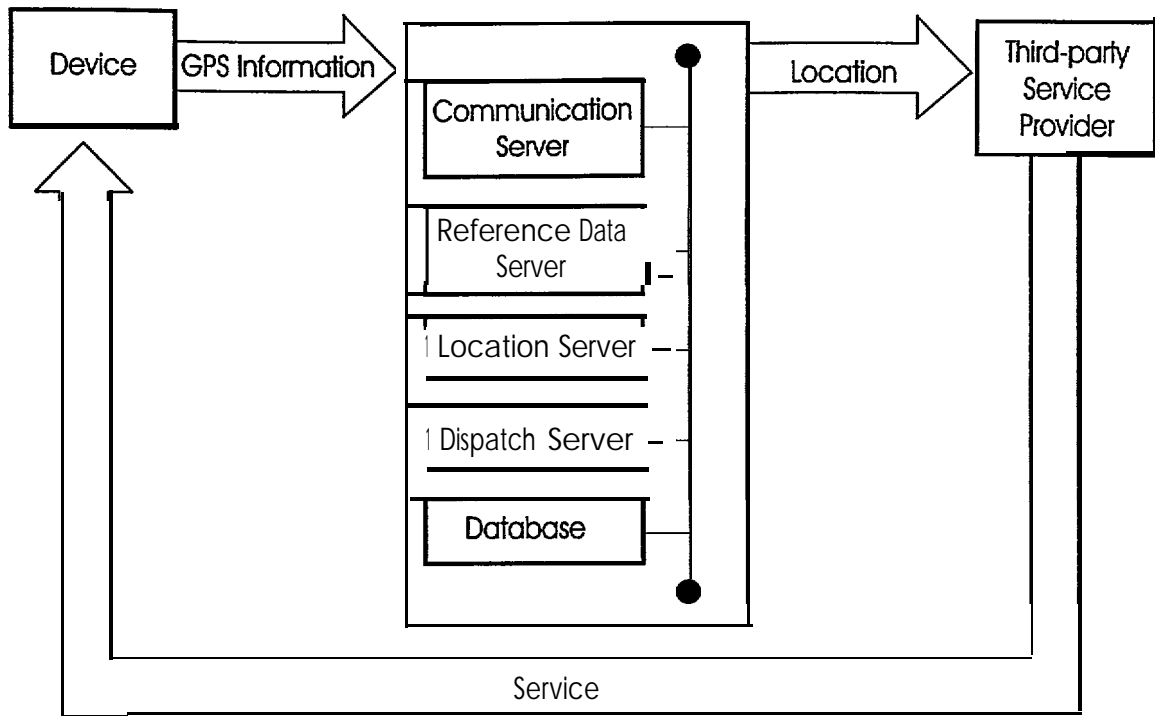 Device
GPS Information
Communication
Server
Reference Data
Server
Location Server
Dispatch Server
Database
Location
Third-party
Service
Provider
Service